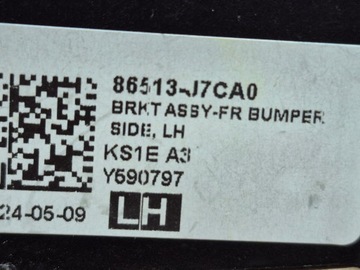 86513-J7CA0
BRKT ASSY-FR BUMPER
SIDE, LH
KS1E A3
Y590797
24-05-09
LH